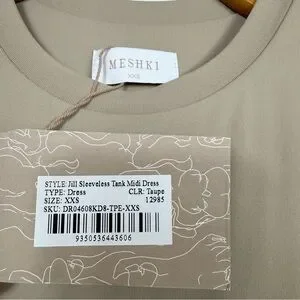 MESHKI
XXS
STYLE: Jill Sleeveless Tank Midi Dress
TYPE: Dress CLR: Taupe
SIZE: XXS 12985
SKU: DR04608KD8-TPE-XXS
9350536443606